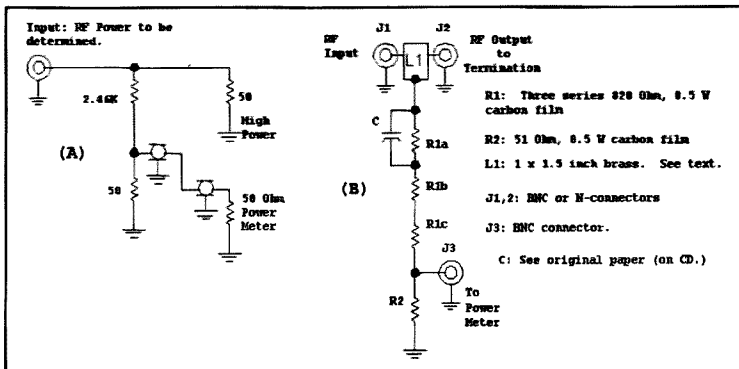 Input: RF Power to be
determined.
2.46K
50
High
Power
(A)
50
50 Ohm
Power
Meter
RF
Input
J1
J2
L1
RF Output
to
Termination
C
R1a
R1b
(B)
R1c
J3
R2
To
Power
Meter
R1: Three series 820 Ohm, 0.5 W
carbon film
R2: 51 Ohm, 0.5 W carbon film
L1: 1 x 1.5 inch brass. See text.
J1,2: BNC or N-connectors
J3: BNC connector.
C: See original paper (on CD.)